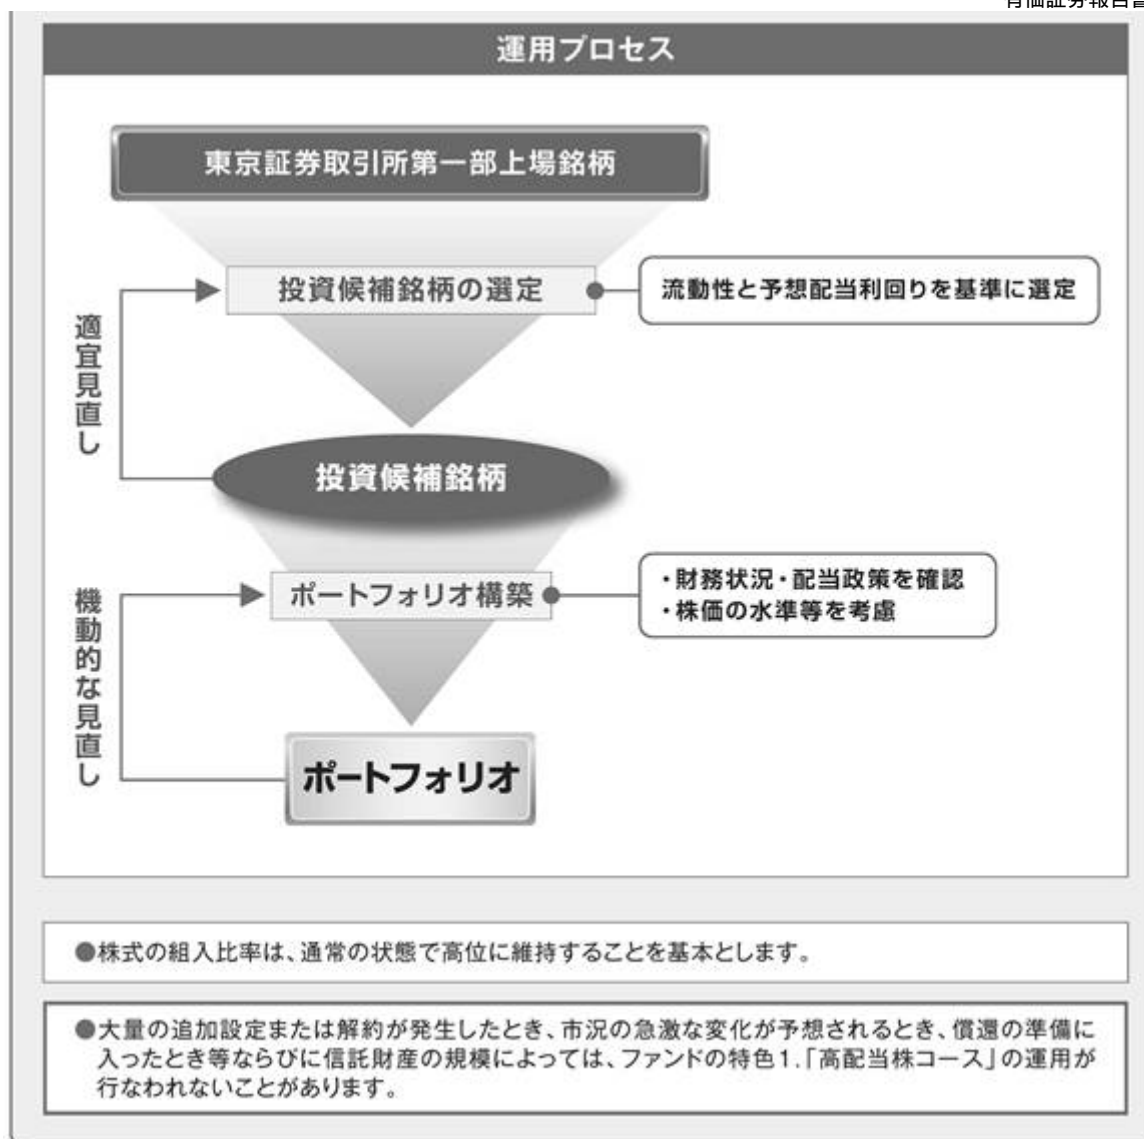 有価証券報告書
運用プロセス
東京証券取引所第一部上場銘柄
投資候補銘柄の選定
流動性と予想配当利回りを基準に選定
適宜見直し
投資候補銘柄
ポートフォリオ構築
・財務状況・配当政策を確認
・株価の水準等を考慮
機動的な見直し
ポートフォリオ
●株式の組入比率は、通常の状態で高位に維持することを基本とします。
●大量の追加設定または解約が発生したとき、市況の急激な変化が予想されるとき、償還の準備に
入ったとき等ならびに信託財産の規模によっては、ファンドの特色1.「高配当株コース」の運用が
行なわれないことがあります。